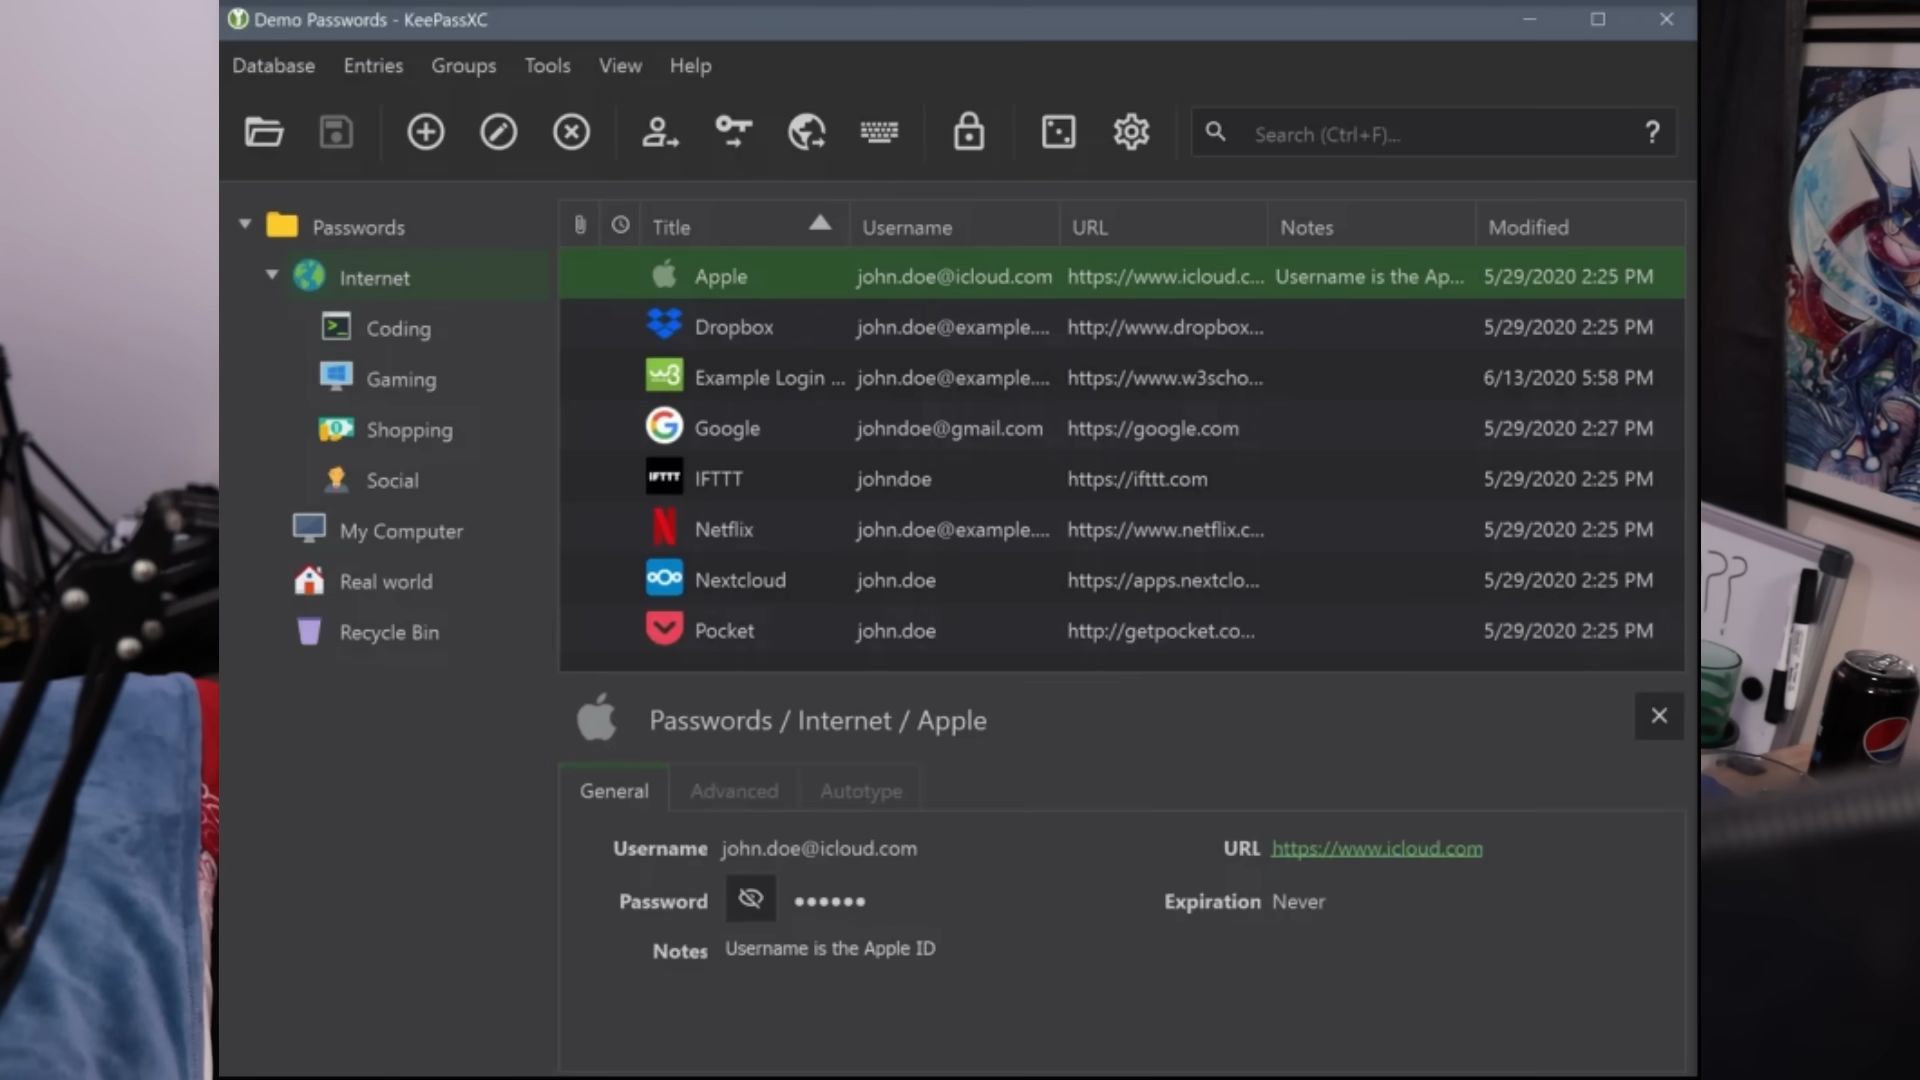 Demo Passwords - KeePassXC
Database Entries Groups Tools View Help
Search (Ctrl+F)... ?
Passwords
Internet
Coding
Gaming
Shopping
Social
My Computer
Real world
Recycle Bin
Title Username URL Notes Modified
Apple john.doe@icloud.com https://www.icloud.c... Username is the Ap... 5/29/2020 2:25 PM
Dropbox john.doe@example.... http://www.dropbox... 5/29/2020 2:25 PM
w3 Example Login ... john.doe@example.... https://www.w3scho... 6/13/2020 5:58 PM
G Google johndoe@gmail.com https://google.com 5/29/2020 2:27 PM
IFTTT IFTTT johndoe https://ifttt.com 5/29/2020 2:25 PM
N Netflix john.doe@example.... https://www.netflix.c... 5/29/2020 2:25 PM
Nextcloud john.doe https://apps.nextclo... 5/29/2020 2:25 PM
Pocket john.doe http://getpocket.co... 5/29/2020 2:25 PM
Passwords / Internet / Apple
General Advanced Autotype
Username john.doe@icloud.com URL https://www.icloud.com
Password •••••• Expiration Never
Notes Username is the Apple ID
??